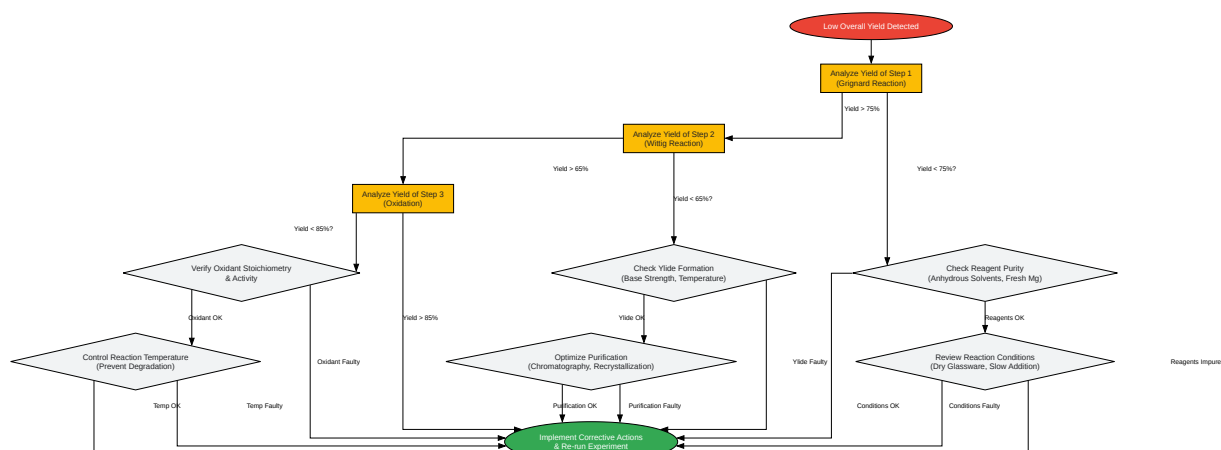 Low Overall Yield Detected
Analyze Yield of Step 1
(Grignard Reaction)
Yield > 75%
Analyze Yield of Step 2
(Wittig Reaction)
Yield > 65%
Yield < 75%?
Analyze Yield of Step 3
(Oxidation)
Yield < 65%?
Yield < 85%?
Verify Oxidant Stoichiometry
& Activity
Check Ylide Formation
(Base Strength, Temperature)
Check Reagent Purity
(Anhydrous Solvents, Fresh Mg)
Oxidant OK
Yield > 85%
Ylide OK
Reagents OK
Control Reaction Temperature
(Prevent Degradation)
Oxidant Faulty
Optimize Purification
(Chromatography, Recrystallization)
Ylide Faulty
Review Reaction Conditions
(Dry Glassware, Slow Addition)
Reagents Impure
Temp OK
Temp Faulty
Purification OK
Purification Faulty
Conditions OK
Conditions Faulty
Implement Corrective Actions
& Re-run Experiment